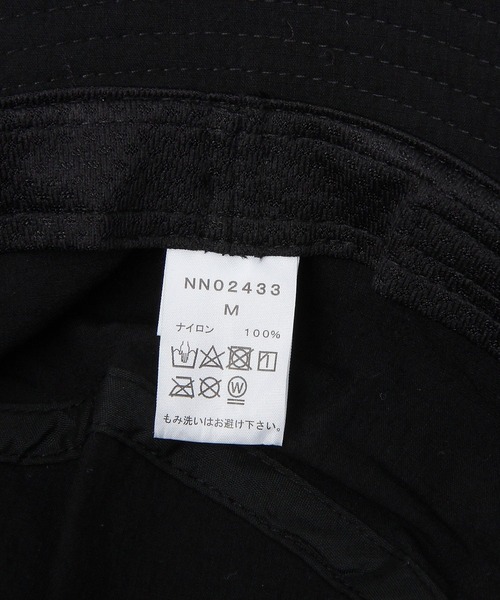 NN02433
M
ナイロン 100%
W
もみ洗いはお避け下さい。